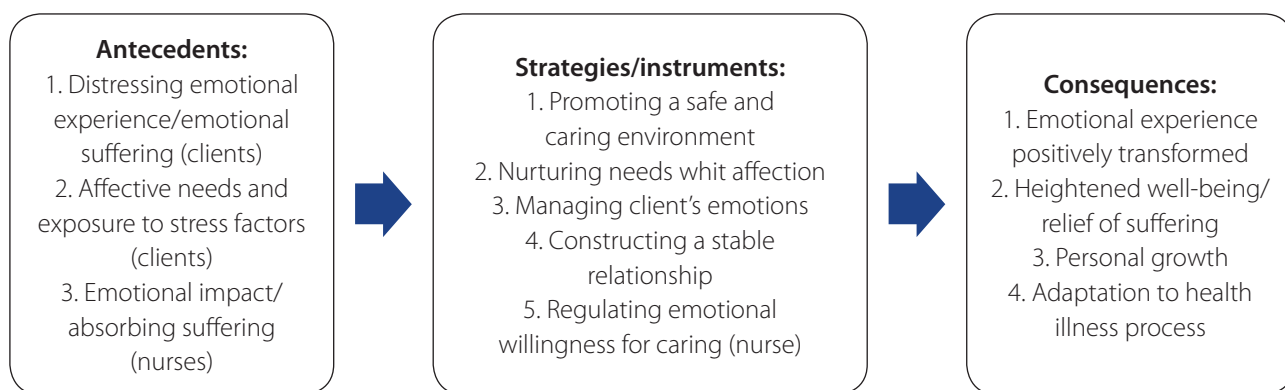 Antecedents:
1. Distressing emotional
experience/emotional
suffering (clients)
2. Affective needs and
exposure to stress factors
(clients)
3. Emotional impact/
absorbing suffering
(nurses)
Strategies/instruments:
1. Promoting a safe and
caring environment
2. Nurturing needs whit affection
3. Managing client’s emotions
4. Constructing a stable
relationship
5. Regulating emotional
willingness for caring (nurse)
Consequences:
1. Emotional experience
positively transformed
2. Heightened well-being/
relief of suffering
3. Personal growth
4. Adaptation to health
illness process